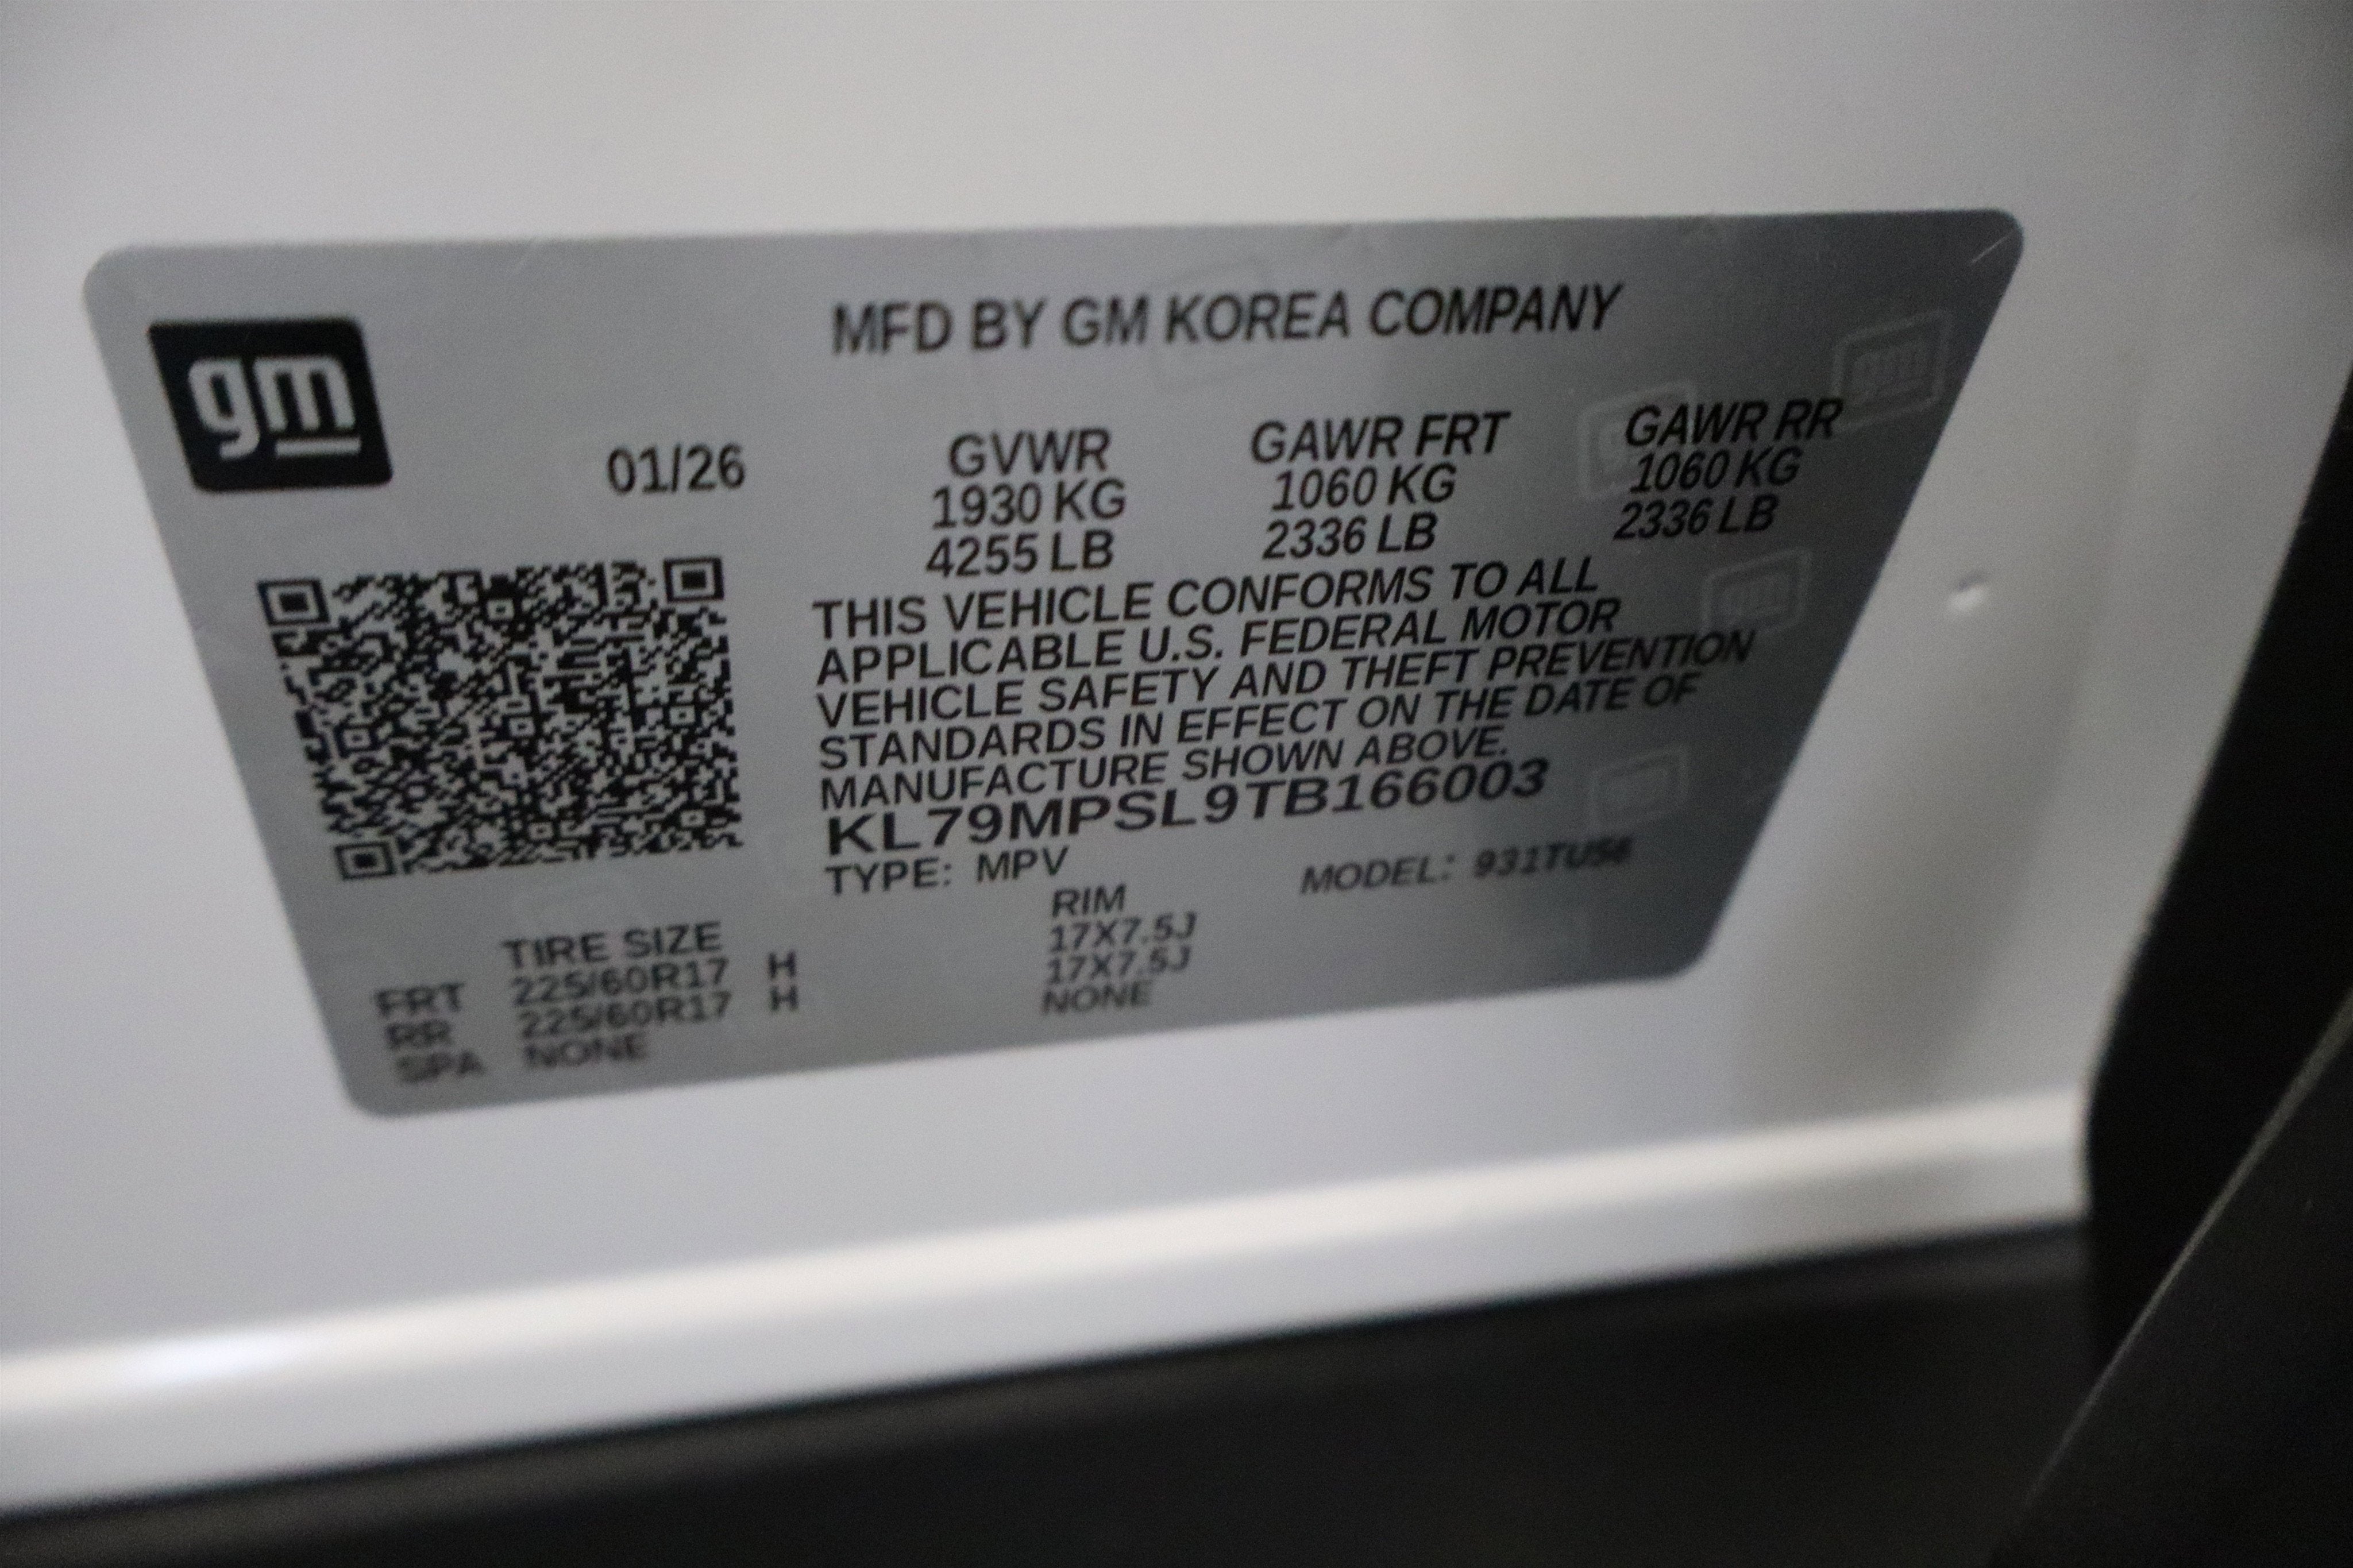 gm
MFD BY GM KOREA COMPANY
01/26
GVWR GAWR FRT GAWR RR
1930 KG 1060 KG 1060 KG
4255 LB 2336 LB 2336 LB
THIS VEHICLE CONFORMS TO ALL
APPLICABLE U.S. FEDERAL MOTOR
VEHICLE SAFETY AND THEFT PREVENTION
STANDARDS IN EFFECT ON THE DATE OF
MANUFACTURE SHOWN ABOVE.
KL79MPSL9TB166003
TYPE: MPV MODEL: 931TU56
TIRE SIZE RIM
FRT 225/60R17 H 17X7.5J
RR 225/60R17 H 17X7.5J
SPA NONE NONE